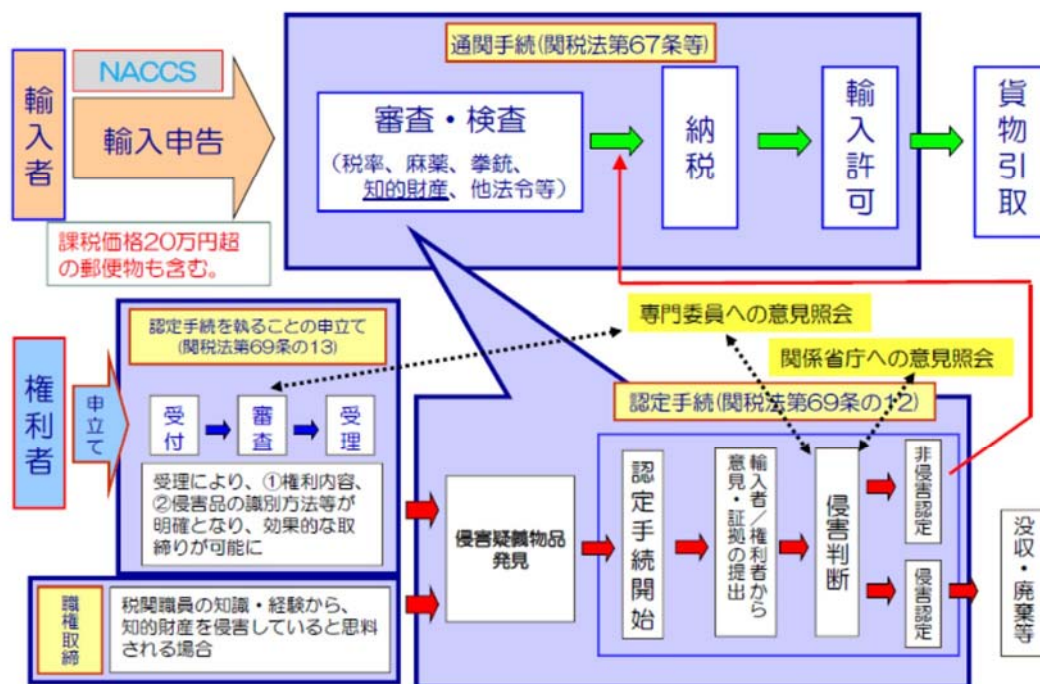 通関手続(関税法第67条等)
輸入者
NACCS
輸入申告
課税価格20万円超
の郵便物も含む。
審査・検査
(税率、麻薬、拳銃、
知的財産、他法令等)
納税
輸入許可
貨物引取
権利者
申立て
認定手続を執ることの申立て
(関税法第69条の13)
受付
審査
受理
受理により、①権利内容、
②侵害品の識別方法等が
明確となり、効果的な取
締りが可能に
職権取締
税関職員の知識・経験から、
知的財産を侵害していると思料
される場合
専門委員への意見照会
関係省庁への意見照会
認定手続(関税法第69条の12)
侵害疑義物品
発見
認定手続開始
輸入者/権利者から
意見・証拠の提出
侵害判断
非侵害認定
侵害認定
没収・廃棄等